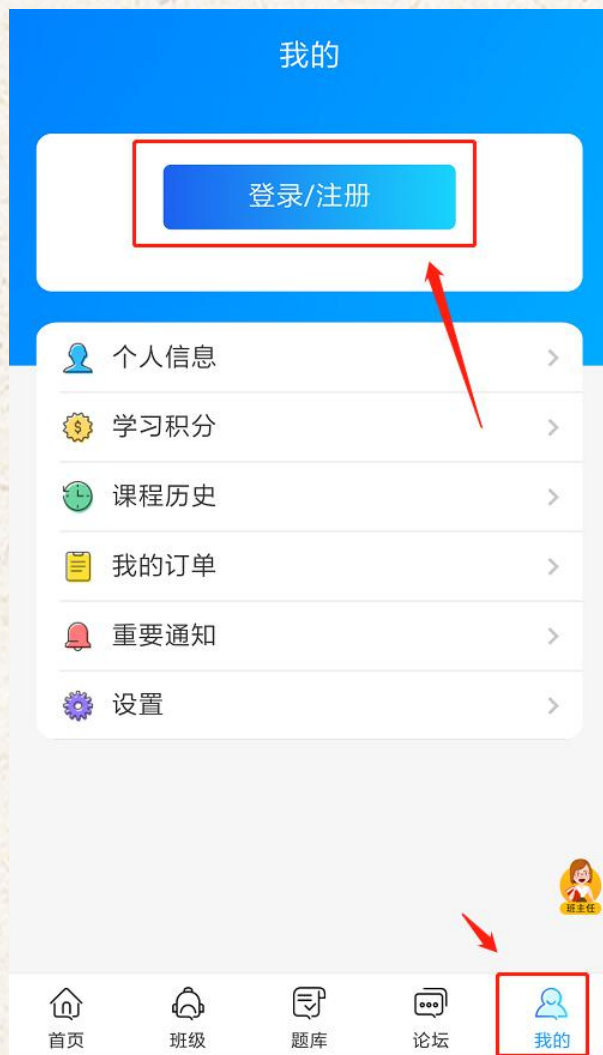 我的
登录/注册
个人信息
学习积分
课程历史
我的订单
重要通知
设置
班主任
首页
班级
题库
论坛
我的